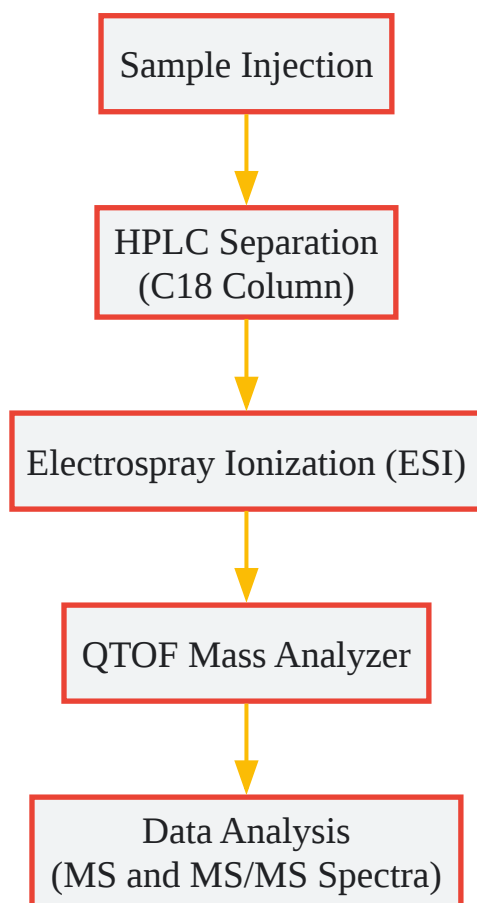 Sample Injection
HPLC Separation
(C18 Column)
Electrospray Ionization (ESI)
QTOF Mass Analyzer
Data Analysis
(MS and MS/MS Spectra)